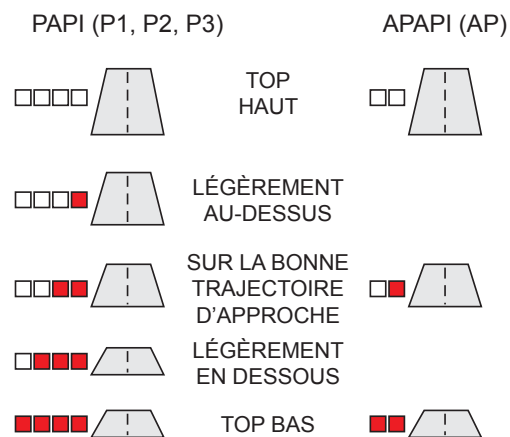 PAPI (P1, P2, P3)
APAPI (AP)
TOP
HAUT
LÉGÈREMENT
AU-DESSUS
SUR LA BONNE
TRAJECTOIRE
D'APPROCHE
LÉGÈREMENT
EN DESSOUS
TOP BAS